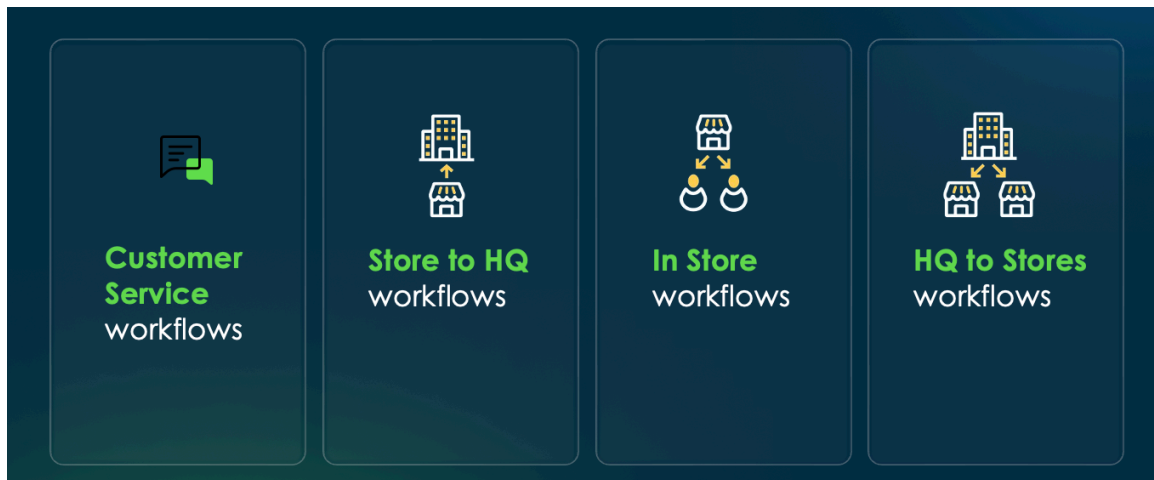 Customer
Service
workflows
Store to HQ
workflows
In Store
workflows
HQ to Stores
workflows